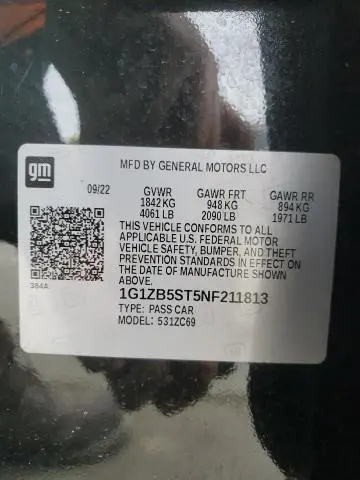 gm
MFD BY GENERAL MOTORS LLC
09/22 GVWR GAWR FRT GAWR RR
1842 KG 948 KG 894 KG
4061 LB 2090 LB 1971 LB
THIS VEHICLE CONFORMS TO ALL
APPLICABLE U.S. FEDERAL MOTOR
VEHICLE SAFETY, BUMPER, AND THEFT
PREVENTION STANDARDS IN EFFECT ON
THE DATE OF MANUFACTURE SHOWN
ABOVE.
384A
1G1ZB5ST5NF211813
TYPE: PASS CAR
MODEL: 531ZC69